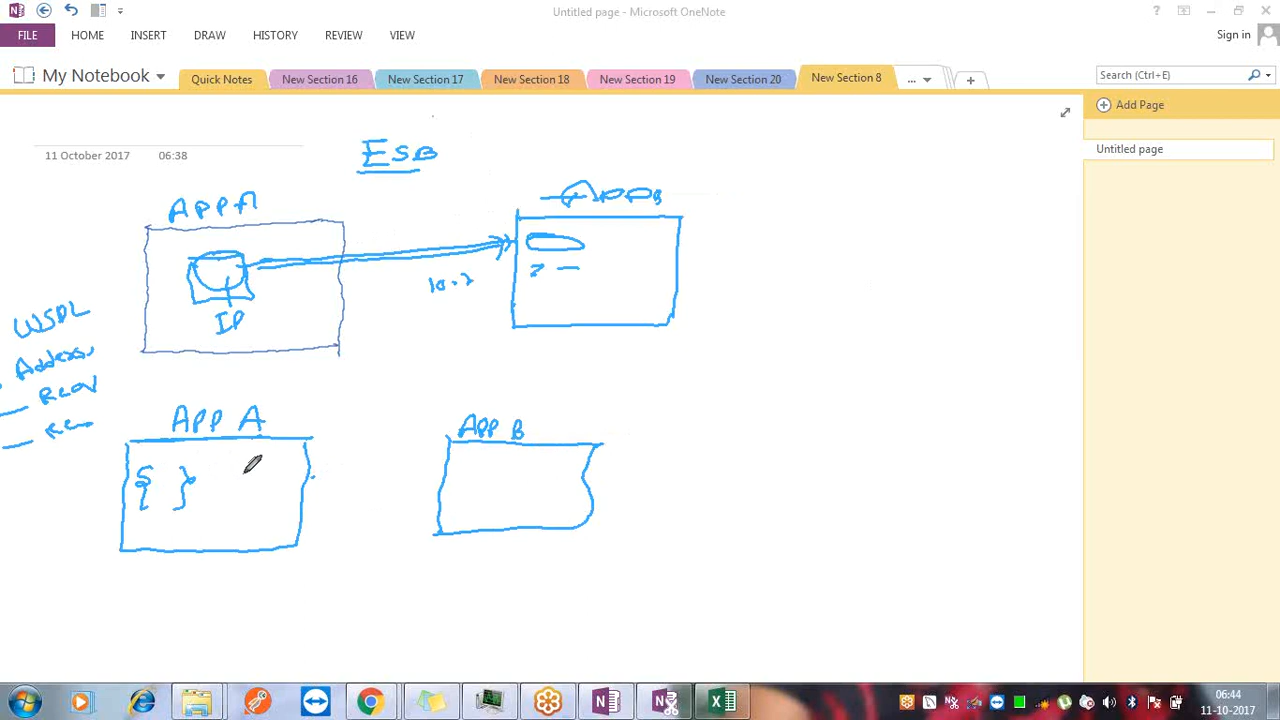 Untitled page - Microsoft OneNote
Sign in
FILE HOME INSERT DRAW HISTORY REVIEW VIEW
My Notebook Quick Notes New Section 16 New Section 17 New Section 18 New Section 19 New Section 20 New Section 8 ... Search (Ctrl+E)
Add Page
Untitled page
11 October 2017 06:38
ESB
APP A
IP
WSDL
APP A
APP B
{ }
06:44
11-10-2017